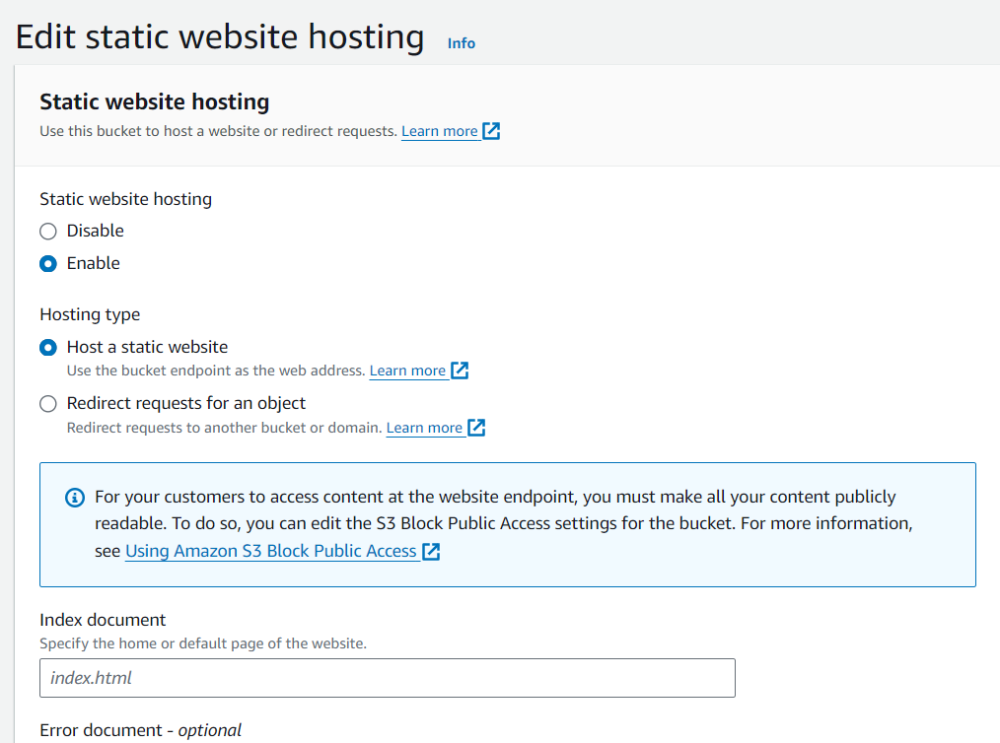 Edit static website hosting Info
Static website hosting
Use this bucket to host a website or redirect requests. Learn more
Static website hosting
Disable
Enable
Hosting type
Host a static website
Use the bucket endpoint as the web address. Learn more
Redirect requests for an object
Redirect requests to another bucket or domain. Learn more
For your customers to access content at the website endpoint, you must make all your content publicly
readable. To do so, you can edit the S3 Block Public Access settings for the bucket. For more information,
see Using Amazon S3 Block Public Access
Index document
Specify the home or default page of the website.
index.html
Error document - optional